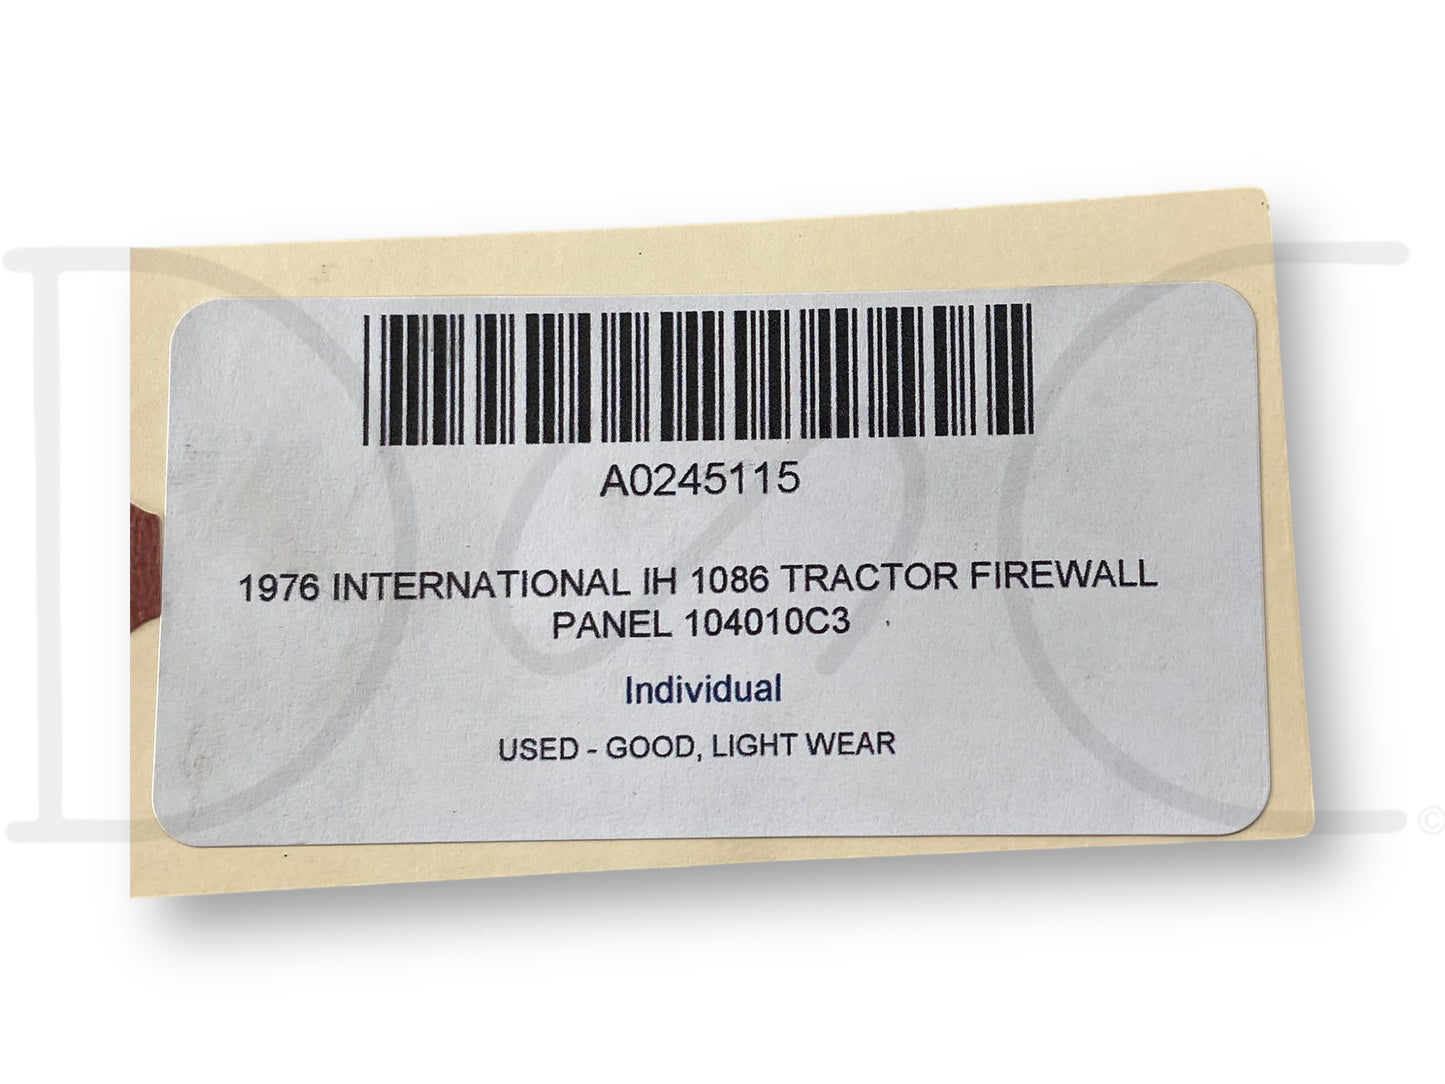 A0245115
1976 INTERNATIONAL IH 1086 TRACTOR FIREWALL
PANEL 104010C3
Individual
USED - GOOD, LIGHT WEAR
©